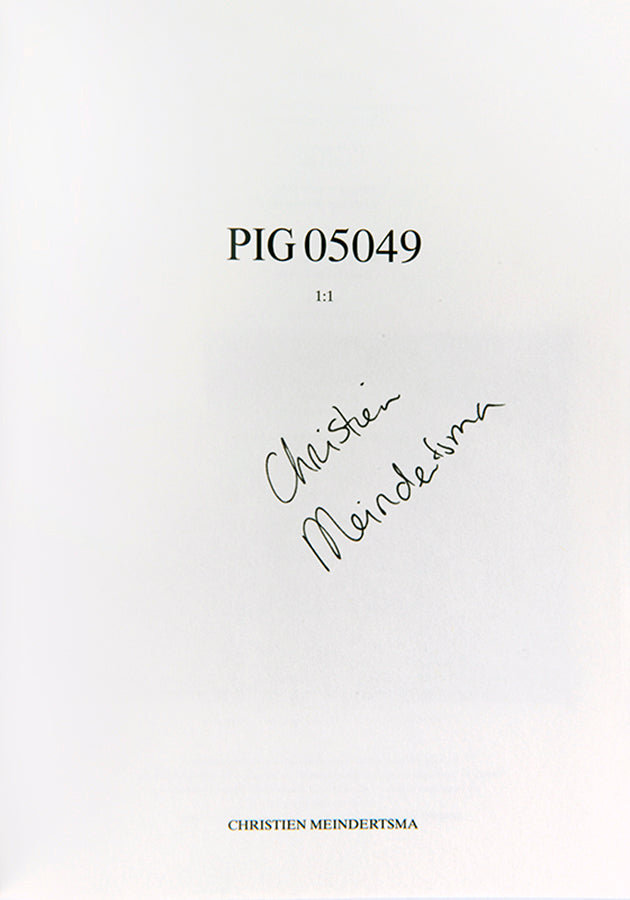 PIG 05049
1:1
Christien
Meindertsma
CHRISTIEN MEINDERTSMA